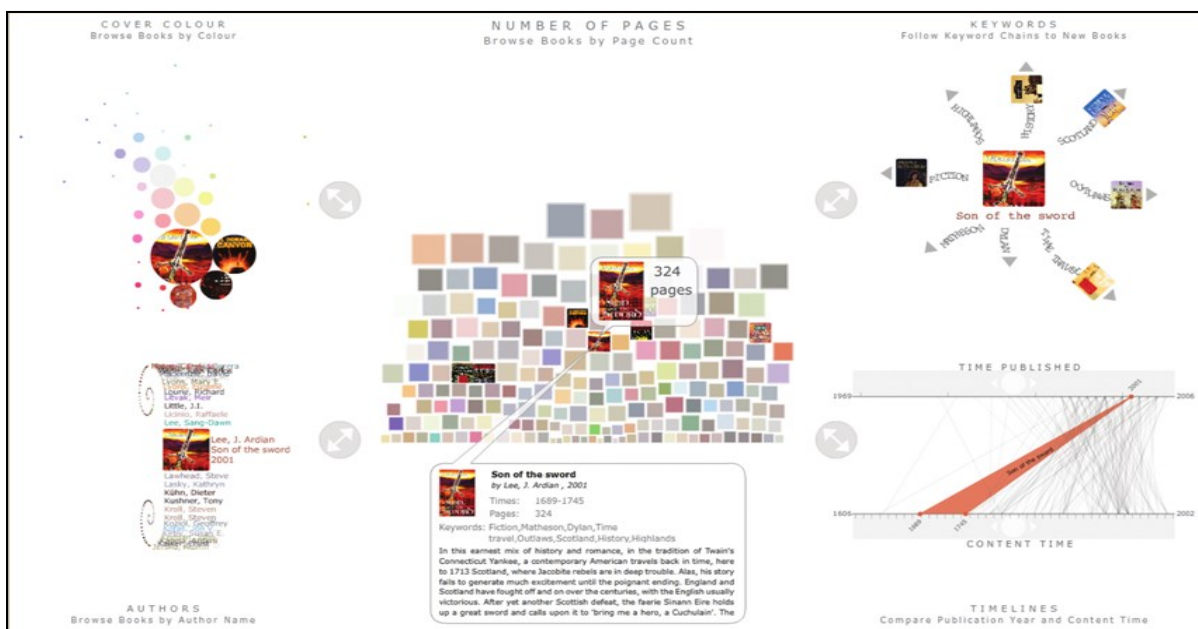 COVER COLOUR
Browse Books by Colour
NUMBER OF PAGES
Browse Books by Page Count
KEYWORDS
Follow Keyword Chains to New Books
HIGHLANDS
HISTORY
SCOTLAND
FICTION
OUTLAWS
Son of the sword
MATHESON
DYLAN
TIME TRAVEL
324
pages
Lyons, Mary E.
Lourie, Richard
Litvak, Meir
Little, J.I.
Licinio, Raffaele
Lee, Sang-Dawn
Lee, J. Ardian
Son of the sword
2001
Lawhead, Steve
Lasky, Kathryn
Kühn, Dieter
Kushner, Tony
Kroll, Steven
Kroll, Steven
AUTHORS
Browse Books by Author Name
Son of the sword
by Lee, J. Ardian , 2001
Times: 1689-1745
Pages: 324
Keywords: Fiction,Matheson,Dylan,Time
travel,Outlaws,Scotland,History,Highlands
In this earnest mix of history and romance, in the tradition of Twain's
Connecticut Yankee, a contemporary American travels back in time, here
to 1713 Scotland, where Jacobite rebels are in deep trouble. Alas, his story
fails to generate much excitement until the poignant ending. England and
Scotland have fought off and on over the centuries, with the English usually
victorious. After yet another Scottish defeat, the faerie Sinann Eire holds
up a great sword and calls upon it to 'bring me a hero, a Cuchulain'. The
TIME PUBLISHED
1969
2001
2006
Son of the sword
1606
1689
1745
2002
CONTENT TIME
TIMELINES
Compare Publication Year and Content Time